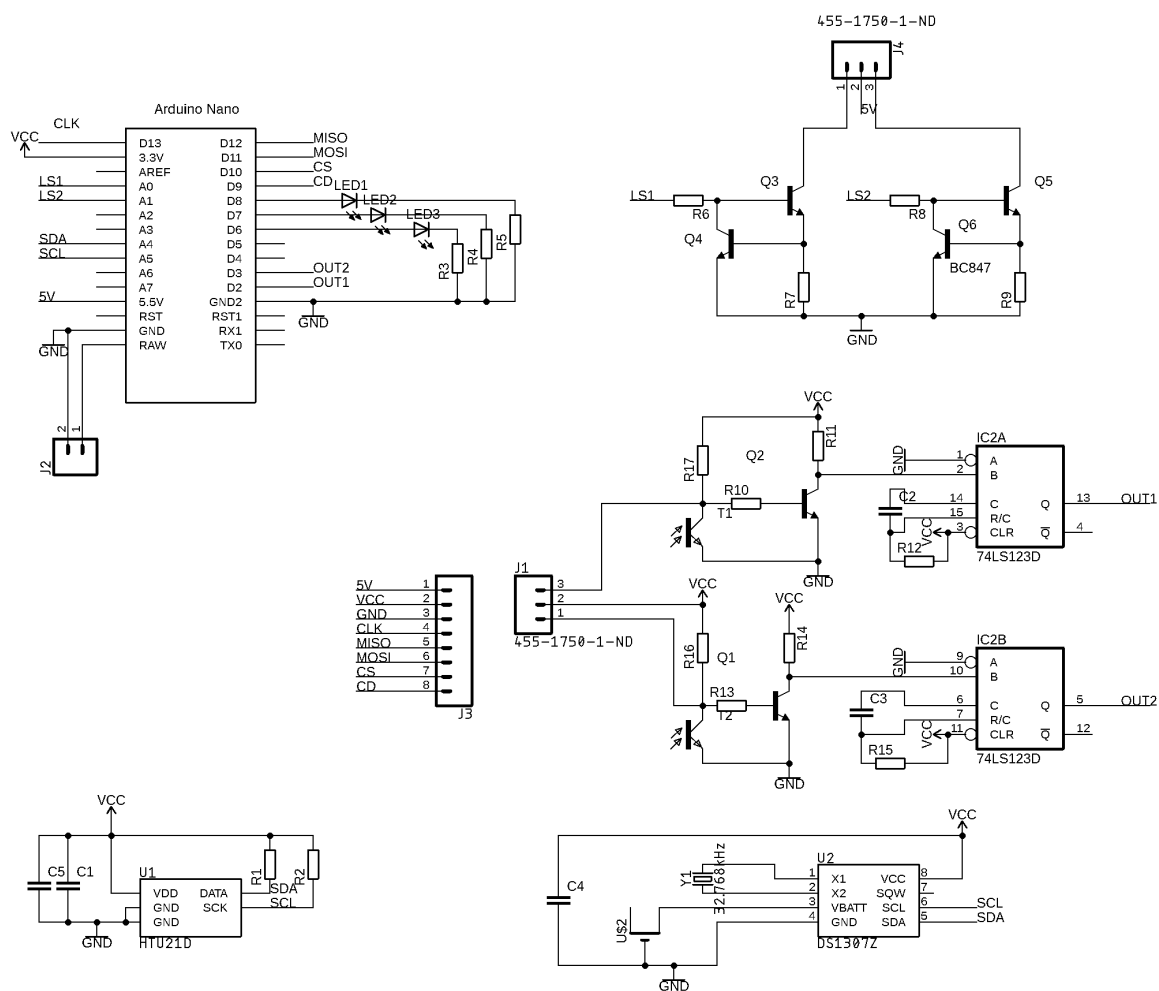 455-1750-1-ND
J4
1
2
3
5V
Arduino Nano
CLK
VCC
D13 D12 MISO
3.3V D11 MOSI
AREF D10 CS
LS1 A0 D9 CD
LS2 A1 D8 LED1
A2 D7 LED2
A3 D6 LED3
SDA A4 D5
SCL A5 D4
A6 D3 OUT2
A7 D2 OUT1
5V 5.5V GND2
RST RST1
GND RX1
RAW TX0
GND
GND
R3
R4
R5
2
1
J2
LS1
R6
Q3
Q4
R7
LS2
R8
Q5
Q6
BC847
R9
GND
VCC
R17
Q2
R11
R10
T1
GND
GND
IC2A
1 A
2 B
C2
14 C Q 13 OUT1
15 R/C
VCC
3 CLR Q 4
R12
74LS123D
5V 1
VCC 2
GND 3
CLK 4
MISO 5
MOSI 6
CS 7
CD 8
J3
J1
3
2
1
455-1750-1-ND
VCC
VCC
R16
Q1
R14
R13
T2
GND
GND
IC2B
9 A
10 B
C3
6 C Q 5 OUT2
7 R/C
VCC
11 CLR Q 12
R15
74LS123D
VCC
C5
C1
U1
VDD DATA
GND SCK
GND
HTU21D
R1
R2
SDA
SCL
GND
VCC
C4
Y1
32.768kHz
U$2
U2
1 X1 VCC 8
2 X2 SQW 7
3 VBATT SCL 6 SCL
4 GND SDA 5 SDA
DS1307Z
GND